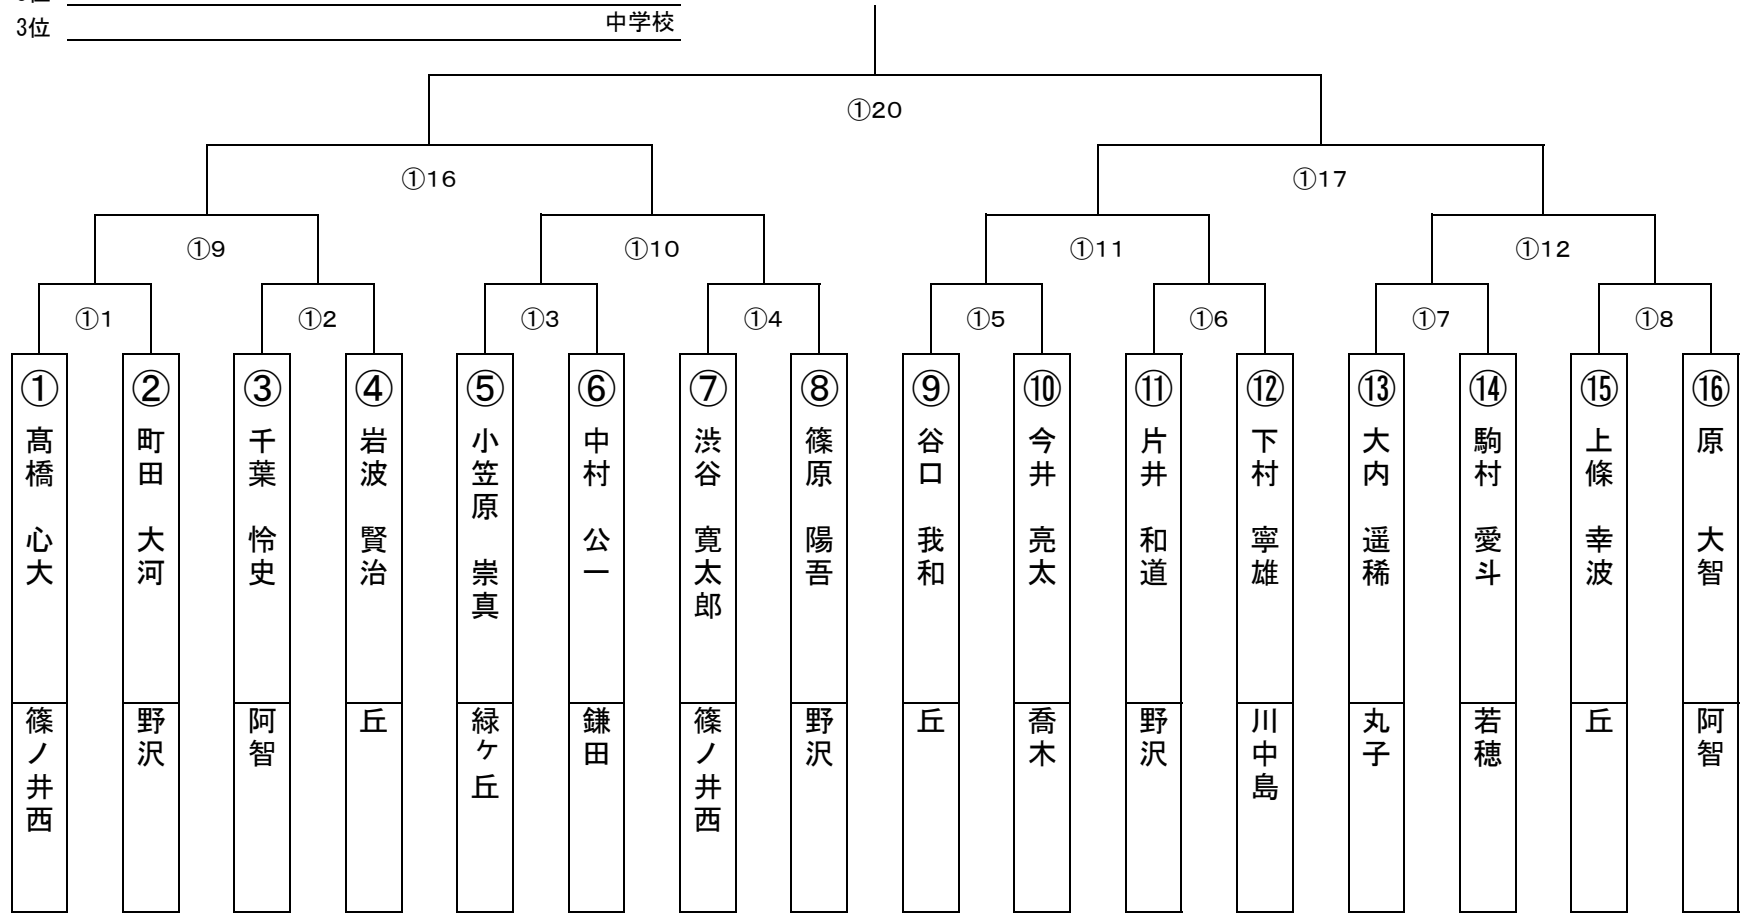 3位 中学校
①20
①16 ①17
①9 ①10 ①11 ①12
①1 ①2 ①3 ①4 ①5 ①6 ①7 ①8
① 髙橋 心大 篠ノ井西
② 町田 大河 野沢
③ 千葉 怜史 阿智
④ 岩波 賢治 丘
⑤ 小笠原 崇真 緑ケ丘
⑥ 中村 公一 鎌田
⑦ 渋谷 寛太郎 篠ノ井西
⑧ 篠原 陽吾 野沢
⑨ 谷口 我和 丘
⑩ 今井 亮太 喬木
⑪ 片井 和道 野沢
⑫ 下村 寧雄 川中島
⑬ 大内 遥稀 丸子
⑭ 駒村 愛斗 若穂
⑮ 上條 幸波 丘
⑯ 原 大智 阿智